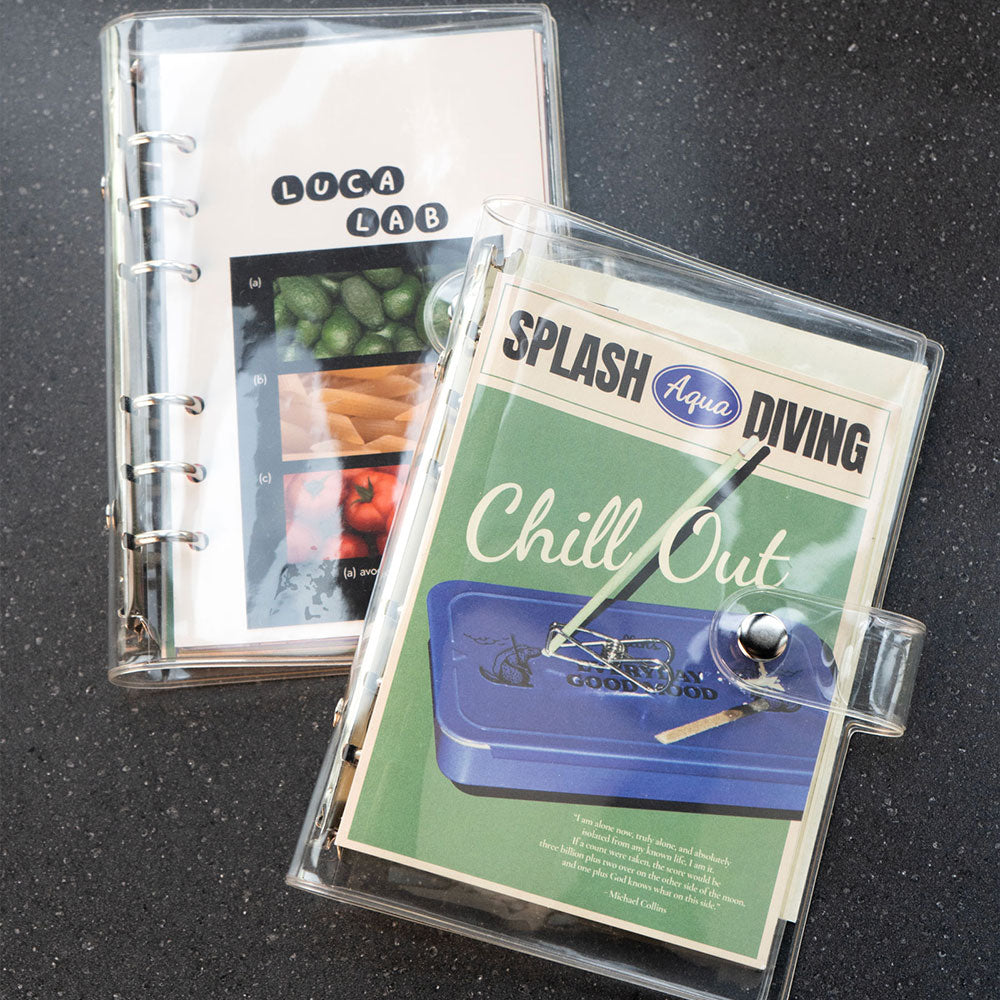 LUCA
LAB
(a)
(b)
(c)
(a) avo
SPLASH Aqua DIVING
Chill Out
GOOD MOOD
"I am alone now, truly alone, and absolutely
isolated from any known life, I am it.
If a count were taken, the score would be
three billion plus two over on the other side of the moon,
and one plus God knows what on this side."
- Michael Collins